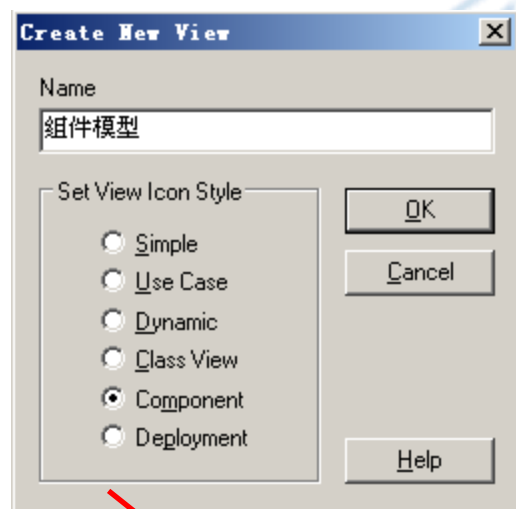 Create New View
Name
组件模型
Set View Icon Style
OK
Simple
Use Case
Cancel
Dynamic
Class View
Component
Deployment
Help